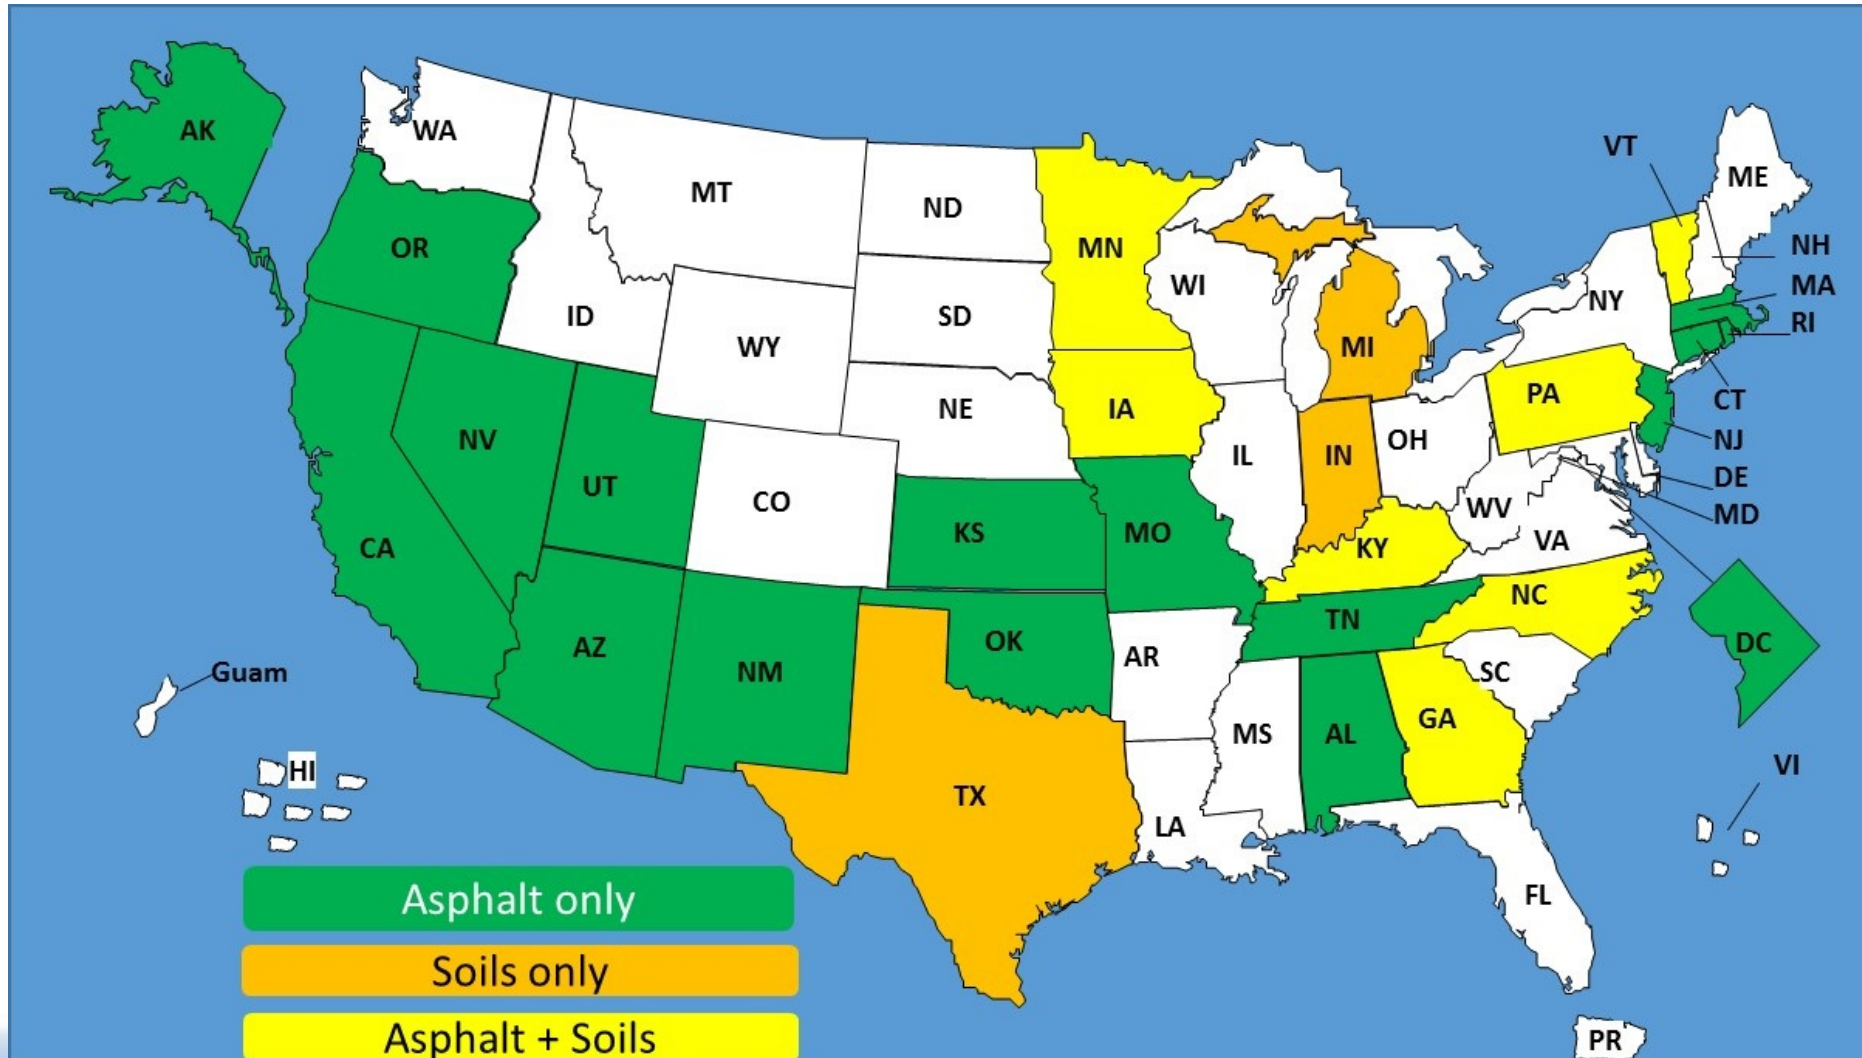 AK
WA
VT
ME
MT
ND
OR
MN
NH
WI
MA
NY
ID
SD
RI
WY
MI
PA
CT
NE
IA
NV
OH
NJ
IL
IN
UT
DE
CO
WV
MD
KS
MO
VA
CA
KY
NC
TN
AZ
OK
DC
AR
Guam
NM
SC
GA
MS
AL
HI
VI
TX
LA
FL
Asphalt only
Soils only
Asphalt + Soils
PR